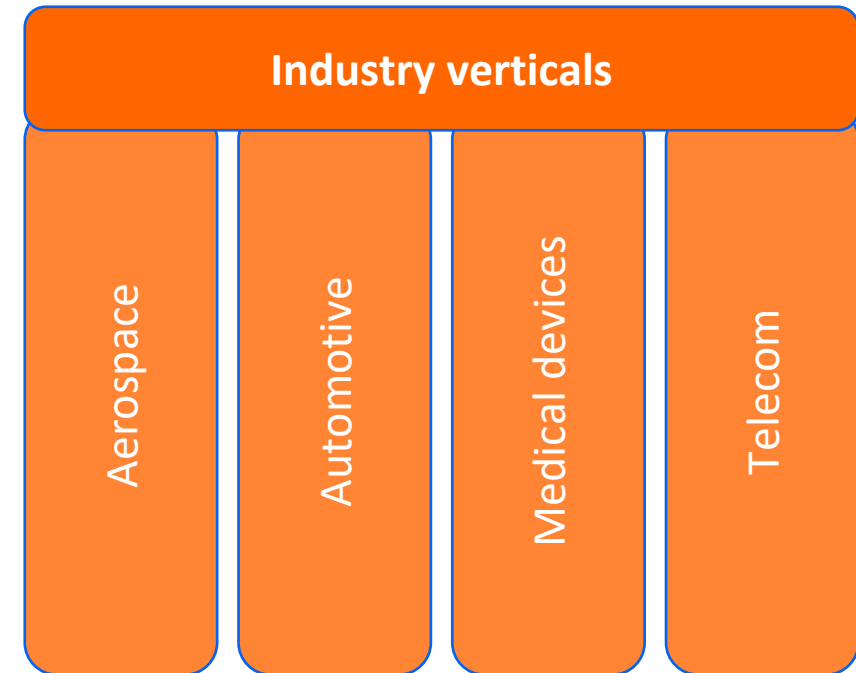 Industry verticals
Aerospace
Automotive
Medical devices
Telecom